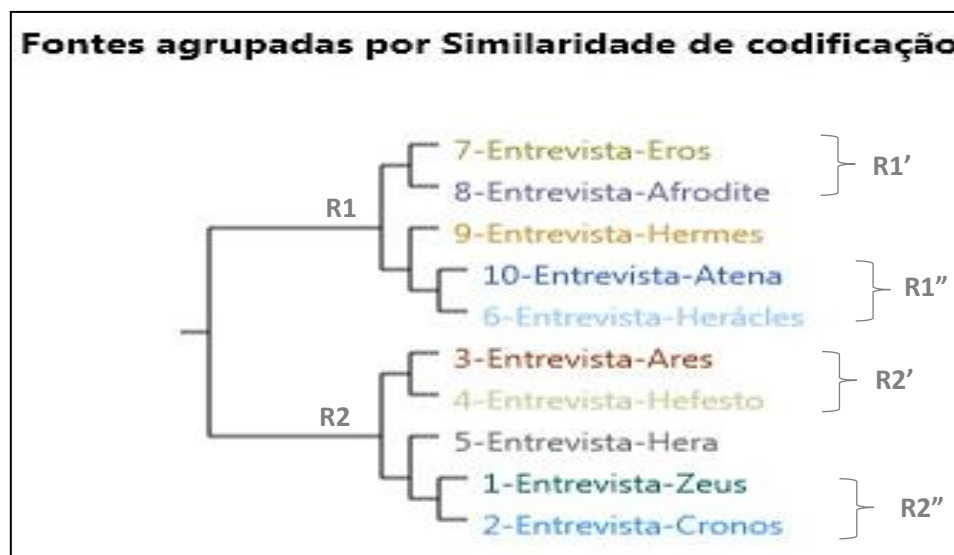 Fontes agrupadas por Similaridade de codificação
7-Entrevista-Eros
R1’
8-Entrevista-Afrodite
R1
9-Entrevista-Hermes
10-Entrevista-Atena
R1”
6-Entrevista-Herácles
3-Entrevista-Ares
R2’
4-Entrevista-Hefesto
R2
5-Entrevista-Hera
1-Entrevista-Zeus
R2”
2-Entrevista-Cronos